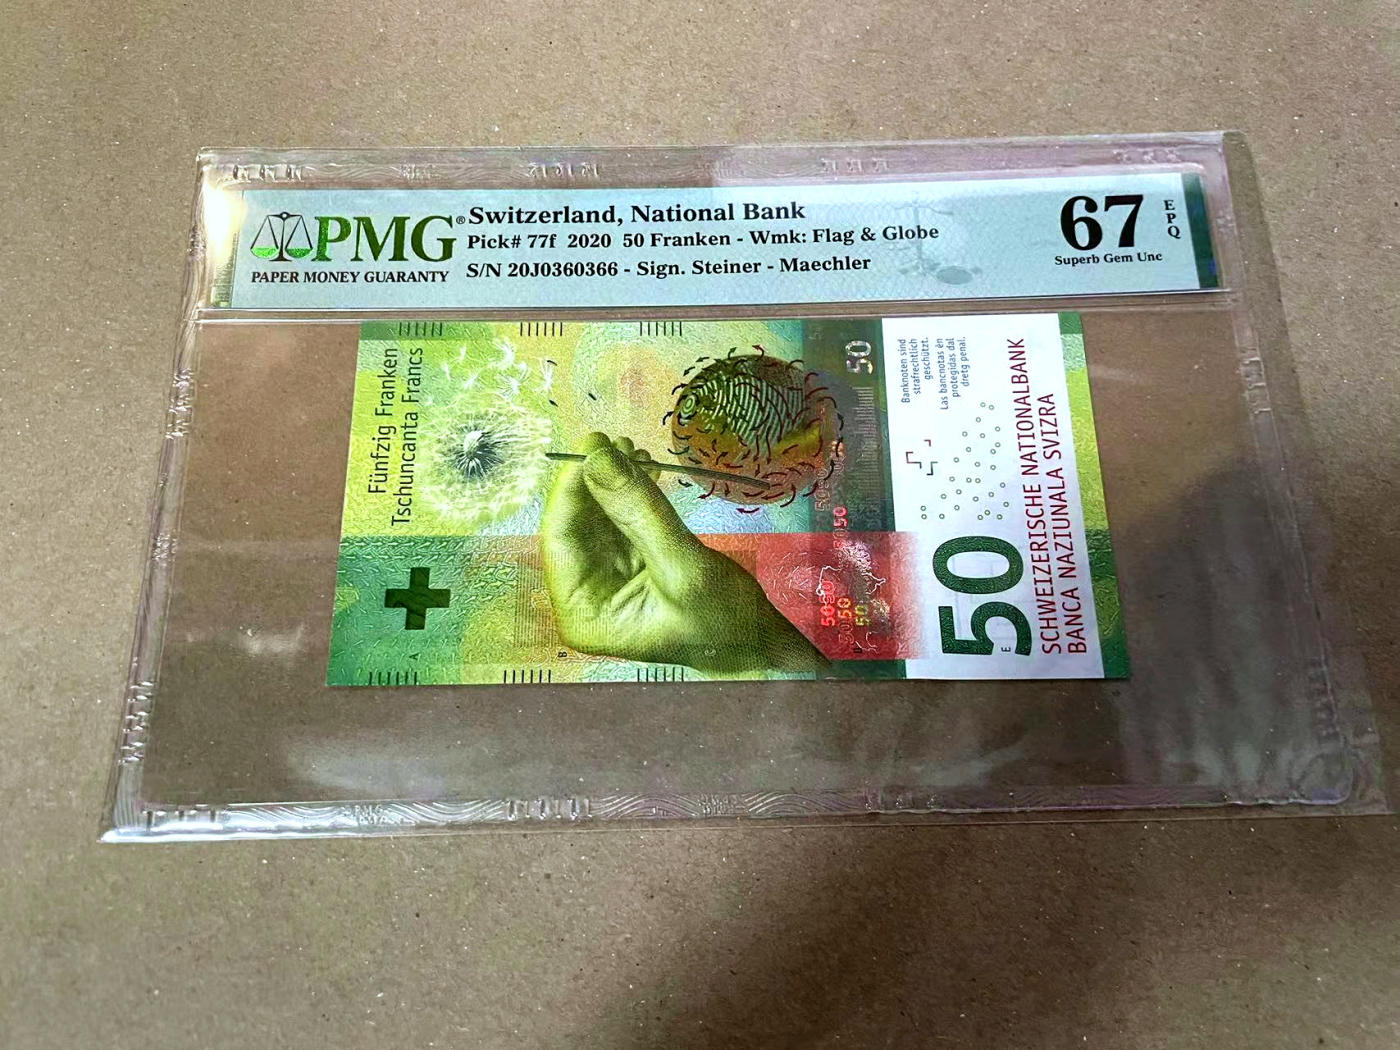 PMG®
PAPER MONEY GUARANTY
Switzerland, National Bank
Pick# 77f 2020 50 Franken - Wmk: Flag & Globe
S/N 20J0360366 - Sign. Steiner - Maechler
67
EPQ
Superb Gem Unc
Fünfzig Franken
Tschuncanta Francs
50
Banknoten sind
strafrechtlich
geschützt.
Las bancnotas èn
protegidas dal
dretg penal.
50
SCHWEIZERISCHE NATIONALBANK
BANCA NAZIUNALA SVIZRA